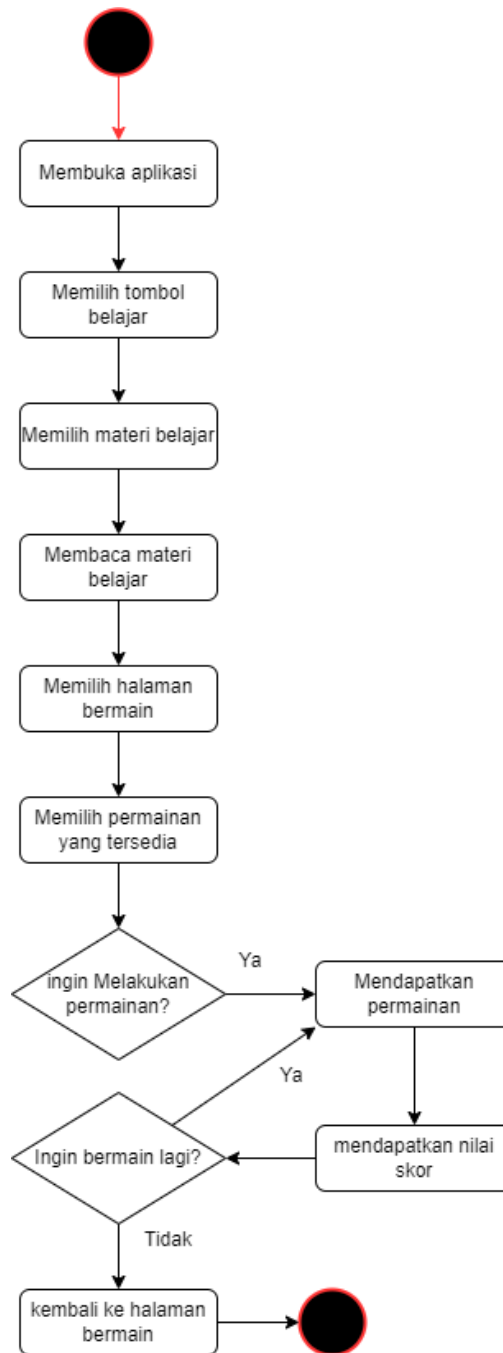 Membuka aplikasi
Memilih tombol
belajar
Memilih materi belajar
Membaca materi
belajar
Memilih halaman
bermain
Memilih permainan
yang tersedia
ingin Melakukan
permainan?
Ya
Mendapatkan
permainan
Ya
Ingin bermain lagi?
mendapatkan nilai
skor
Tidak
kembali ke halaman
bermain